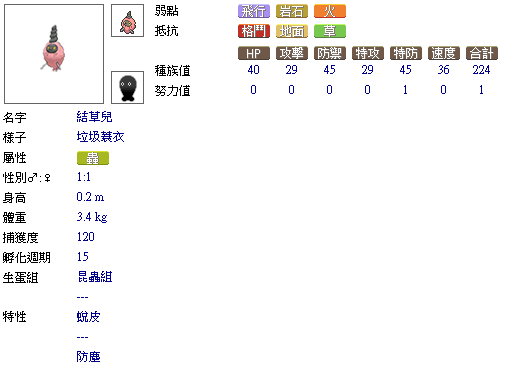 弱點 飛行 岩石 火
抵抗 格鬥 地面 草
HP 攻擊 防禦 特攻 特防 速度 合計
種族值 40 29 45 29 45 36 224
努力值 0 0 0 0 1 0 1
名字 結草兒
樣子 垃圾蓑衣
屬性 蟲
性別♂:♀ 1:1
身高 0.2 m
體重 3.4 kg
捕獲度 120
孵化週期 15
生蛋組 昆蟲組
---
特性 蛻皮
---
防塵